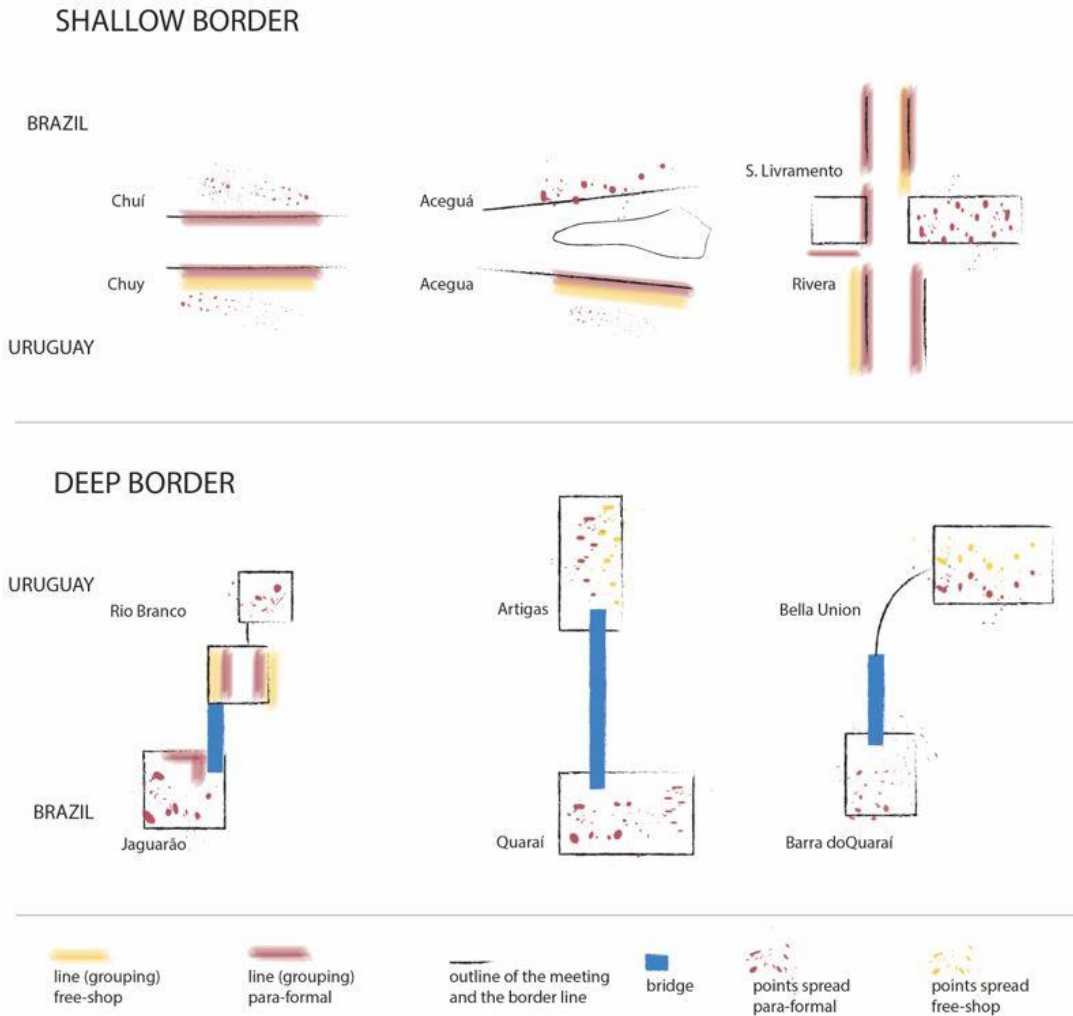 SHALLOW BORDER
BRAZIL
S. Livramento
Chuí
Aceguá
Chuy
Acegua
Rivera
URUGUAY
DEEP BORDER
URUGUAY
Rio Branco
Artigas
Bella Union
BRAZIL
Jaguarão
Quaraí
Barra doQuaraí
line (grouping)
free-shop
line (grouping)
para-formal
outline of the meeting
and the border line
bridge
points spread
para-formal
points spread
free-shop